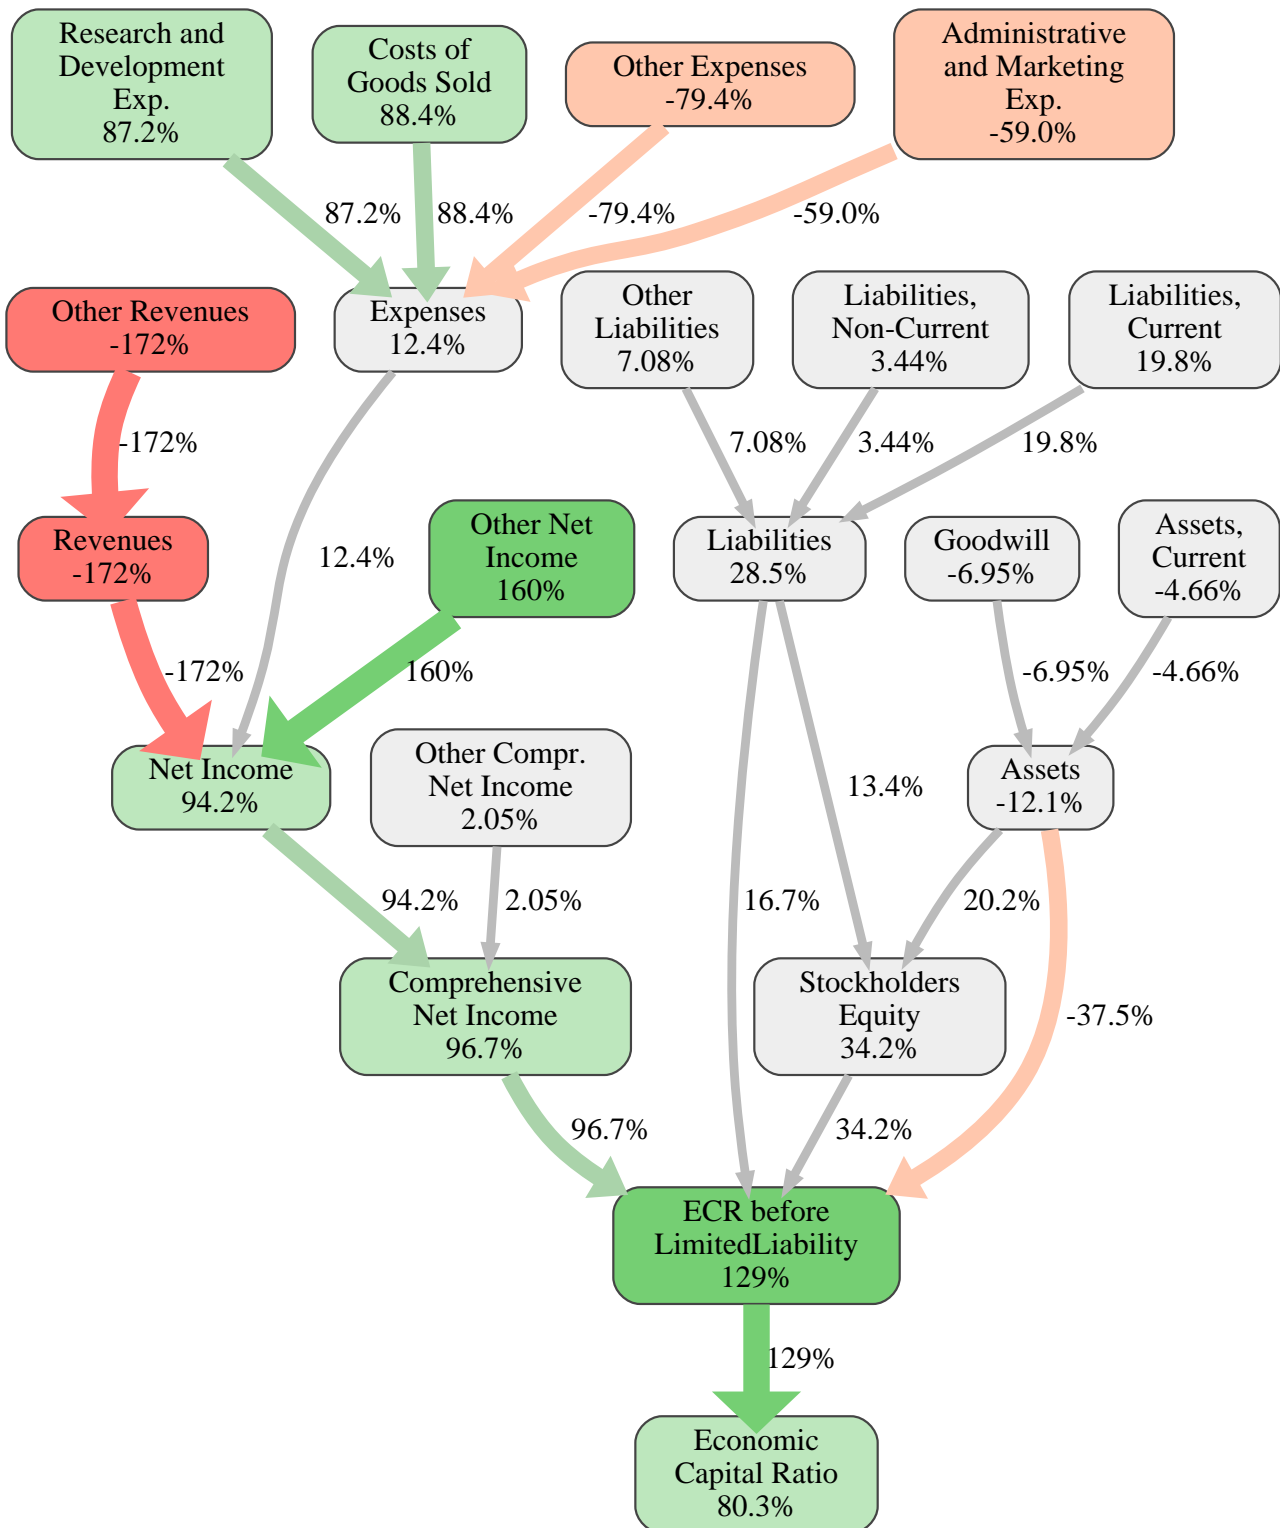 Research and
Development
Exp.
87.2%
Costs of
Goods Sold
88.4%
Other Expenses
-79.4%
Administrative
and Marketing
Exp.
-59.0%
87.2%
88.4%
-79.4%
-59.0%
Other Revenues
-172%
Expenses
12.4%
Other
Liabilities
7.08%
Liabilities,
Non-Current
3.44%
Liabilities,
Current
19.8%
-172%
7.08%
3.44%
19.8%
Revenues
-172%
12.4%
Other Net
Income
160%
Liabilities
28.5%
Goodwill
-6.95%
Assets,
Current
-4.66%
-172%
160%
-6.95%
-4.66%
Net Income
94.2%
Other Compr.
Net Income
2.05%
13.4%
Assets
-12.1%
94.2%
2.05%
16.7%
20.2%
Comprehensive
Net Income
96.7%
Stockholders
Equity
34.2%
-37.5%
96.7%
34.2%
ECR before
LimitedLiability
129%
129%
Economic
Capital Ratio
80.3%